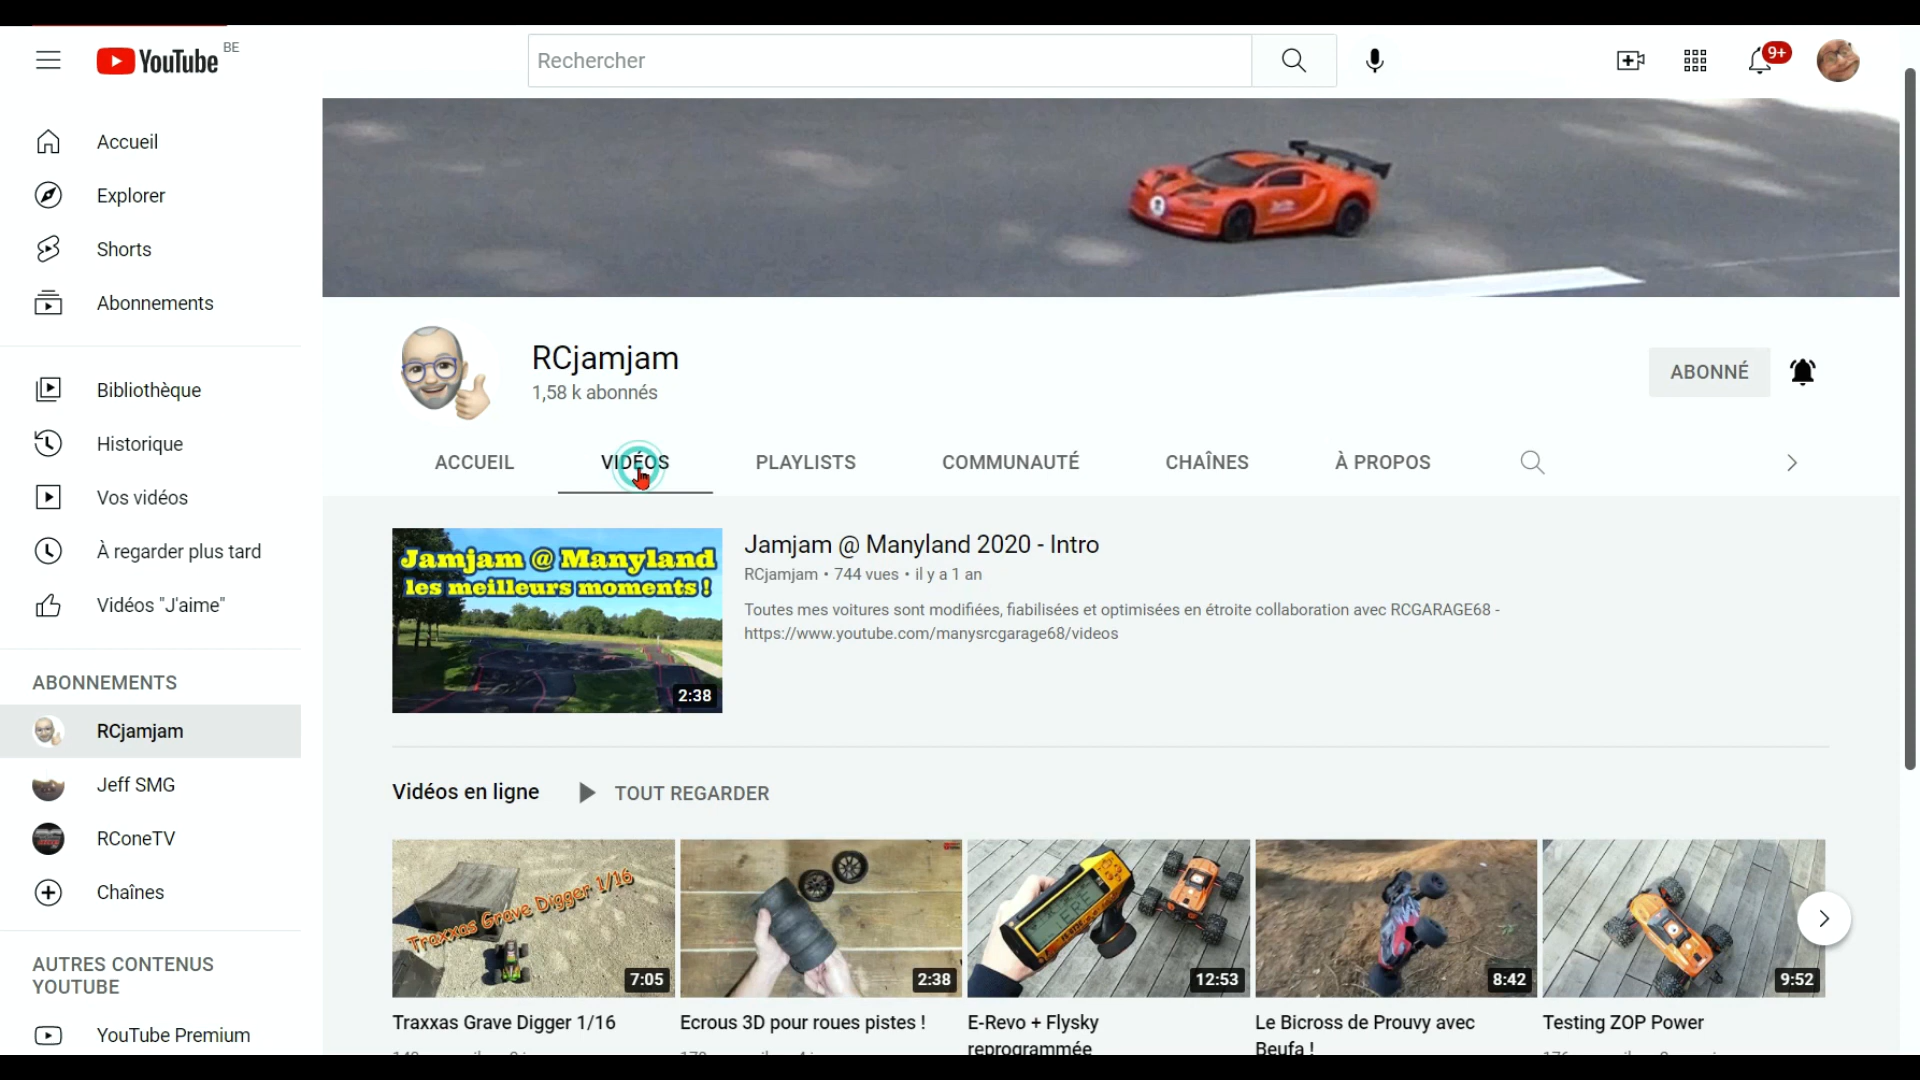 YouTube BE
Rechercher
9+
Accueil
Explorer
Shorts
Abonnements
Bibliothèque
Historique
Vos vidéos
À regarder plus tard
Vidéos "J'aime"
ABONNEMENTS
RCjamjam
Jeff SMG
RConeTV
Chaînes
AUTRES CONTENUS
YOUTUBE
YouTube Premium
RCjamjam
1,58 k abonnés
ABONNÉ
ACCUEIL VIDÉOS PLAYLISTS COMMUNAUTÉ CHAÎNES À PROPOS
Jamjam @ Manyland
les meilleurs moments !
2:38
Jamjam @ Manyland 2020 - Intro
RCjamjam • 744 vues • il y a 1 an
Toutes mes voitures sont modifiées, fiabilisées et optimisées en étroite collaboration avec RCGARAGE68 -
https://www.youtube.com/manysrcgarage68/videos
Vidéos en ligne TOUT REGARDER
Traxxas Grave Digger 1/16
7:05
2:38
12:53
8:42
9:52
Traxxas Grave Digger 1/16
Ecrous 3D pour roues pistes !
E-Revo + Flysky
reprogrammée
Le Bicross de Prouvy avec
Beufa !
Testing ZOP Power